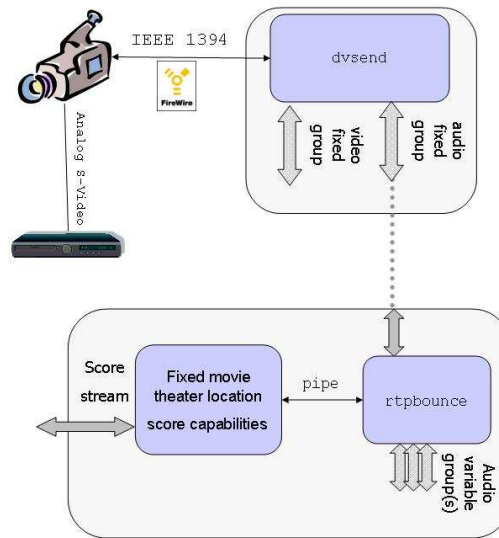 IEEE 1394
FireWire
dvsend
Analog S-Video
video fixed
group
audio fixed
group
Score
stream
Fixed movie
theater location
score capabilities
pipe
rtpbounce
Audio
variable
group(s)